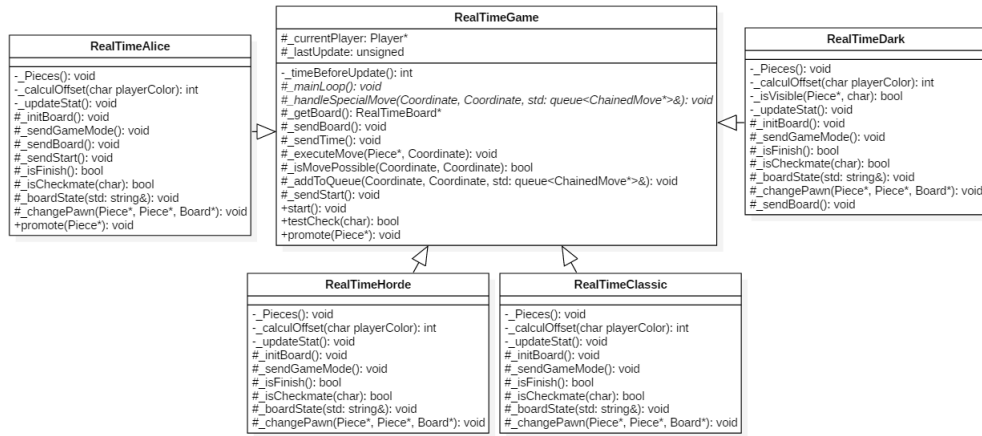 RealTimeGame
#_currentPlayer: Player*
#_lastUpdate: unsigned
-_timeBeforeUpdate(): int
#_mainLoop(): void
#_handleSpecialMove(Coordinate, Coordinate, std: queue<ChainedMove*>&): void
#_getBoard(): RealTimeBoard*
#_sendBoard(): void
#_sendTime(): void
#_executeMove(Piece*, Coordinate): void
#_isMovePossible(Coordinate, Coordinate): bool
#_addToQueue(Coordinate, Coordinate, std: queue<ChainedMove*>&): void
#_sendStart(): void
+start(): void
+testCheck(char): bool
+promote(Piece*): void
RealTimeAlice
-_Pieces(): void
-_calculOffset(char playerColor): int
-_updateStat(): void
#_initBoard(): void
#_sendGameMode(): void
#_sendBoard(): void
#_sendStart(): void
#_isFinish(): bool
#_isCheckmate(char): bool
#_boardState(std: string&): void
#_changePawn(Piece*, Piece*, Board*): void
+promote(Piece*): void
RealTimeDark
-_Pieces(): void
-_calculOffset(char playerColor): int
-_isVisible(Piece*, char): bool
-_updateStat(): void
#_initBoard(): void
#_sendGameMode(): void
#_isFinish(): bool
#_isCheckmate(char): bool
#_boardState(std: string&): void
#_changePawn(Piece*, Piece*, Board*): void
#_sendBoard(): void
RealTimeHorde
-_Pieces(): void
-_calculOffset(char playerColor): int
-_updateStat(): void
#_initBoard(): void
#_sendGameMode(): void
#_isFinish(): bool
#_isCheckmate(char): bool
#_boardState(std: string&): void
#_changePawn(Piece*, Piece*, Board*): void
RealTimeClassic
-_Pieces(): void
-_calculOffset(char playerColor): int
-_updateStat(): void
#_initBoard(): void
#_sendGameMode(): void
#_isFinish(): bool
#_isCheckmate(char): bool
#_boardState(std: string&): void
#_changePawn(Piece*, Piece*, Board*): void